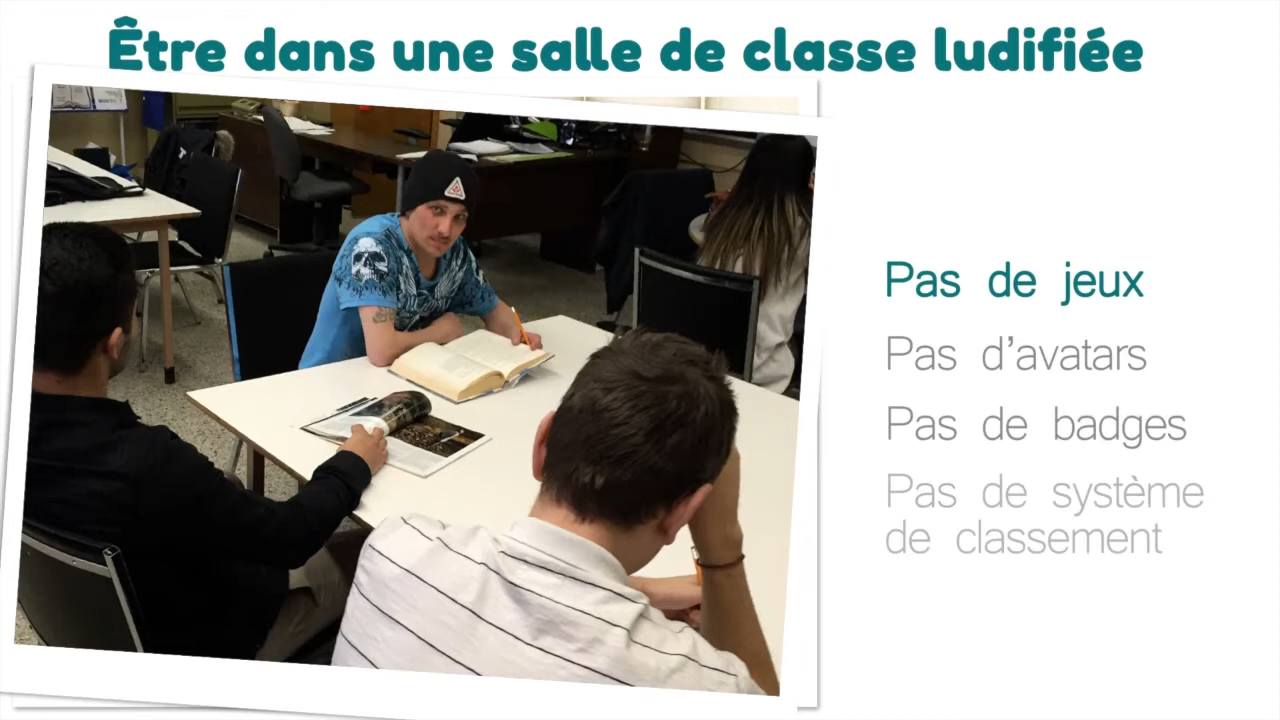 Être dans une salle de classe ludifiée
Pas de jeux
Pas d’avatars
Pas de badges
Pas de système
de classement